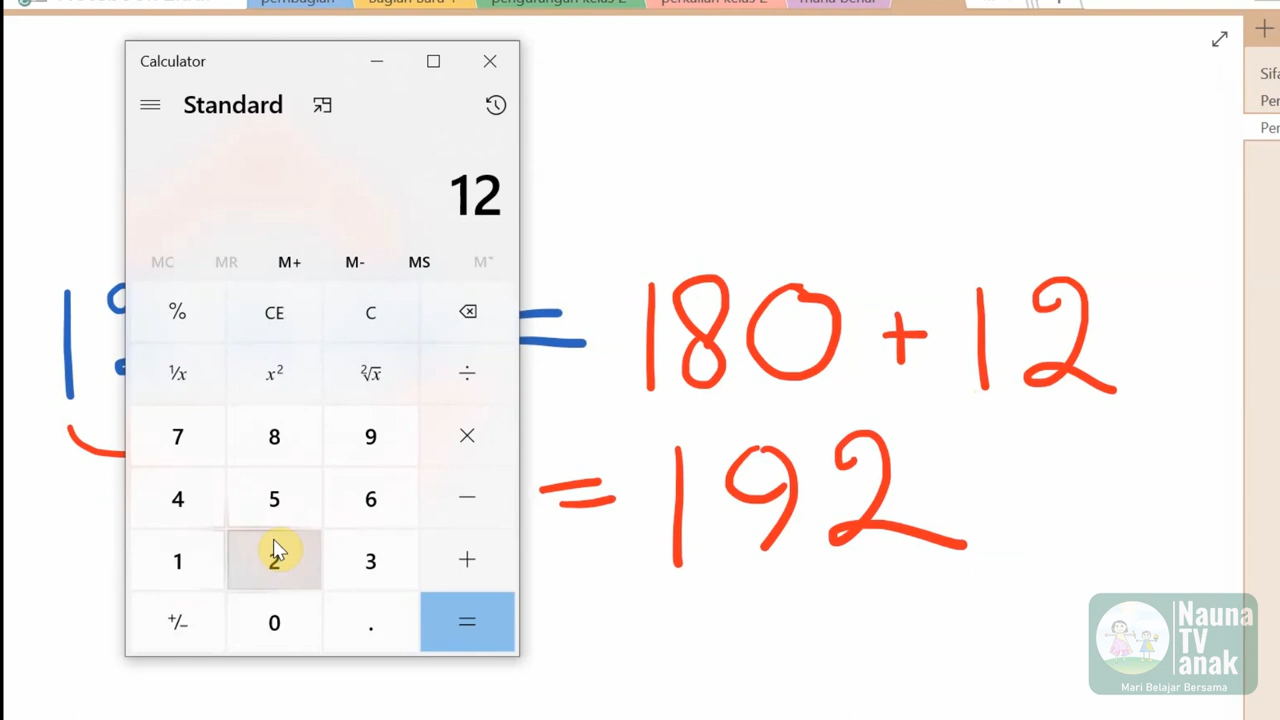 pembagian
pengurangan kelas 2
perkalian kelas 2
Calculator
Standard
12
MC MR M+ M- MS M˅
% CE C
¹/x x² ²√x ÷
7 8 9 ×
4 5 6 −
1 2 3 +
+/− 0 . =
= 180 + 12
= 192
Sifa
Per
Per
Nauna
TV
anak
Mari Belajar Bersama